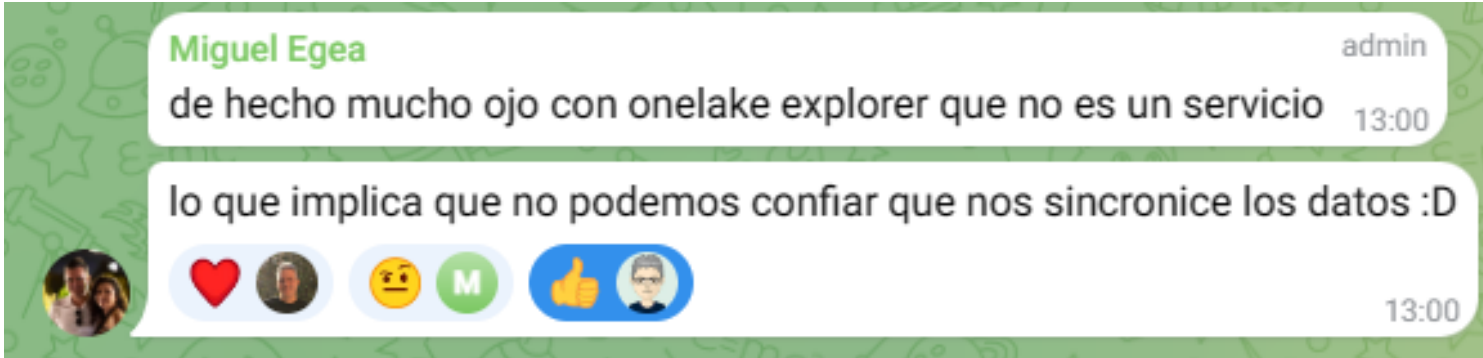 Miguel Egea
admin
de hecho mucho ojo con onelake explorer que no es un servicio
13:00
lo que implica que no podemos confiar que nos sincronice los datos :D
M
13:00